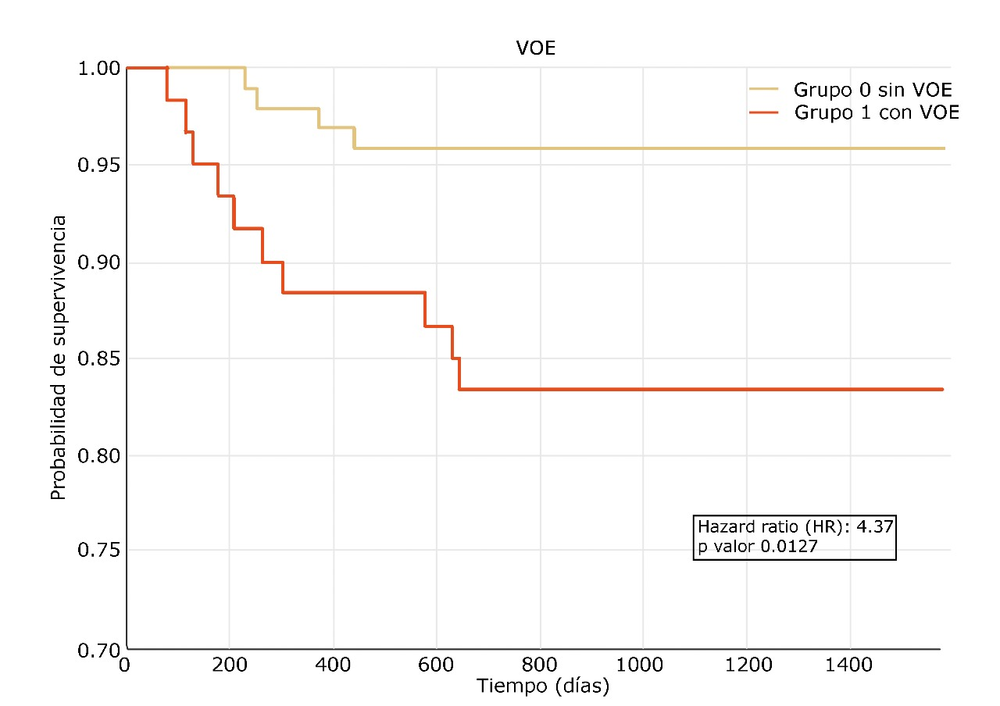 VOE
1.00
0.95
0.90
0.85
0.80
0.75
0.70
Probabilidad de supervivencia
Grupo 0 sin VOE
Grupo 1 con VOE
Hazard ratio (HR): 4.37
p valor 0.0127
0 200 400 600 800 1000 1200 1400
Tiempo (días)